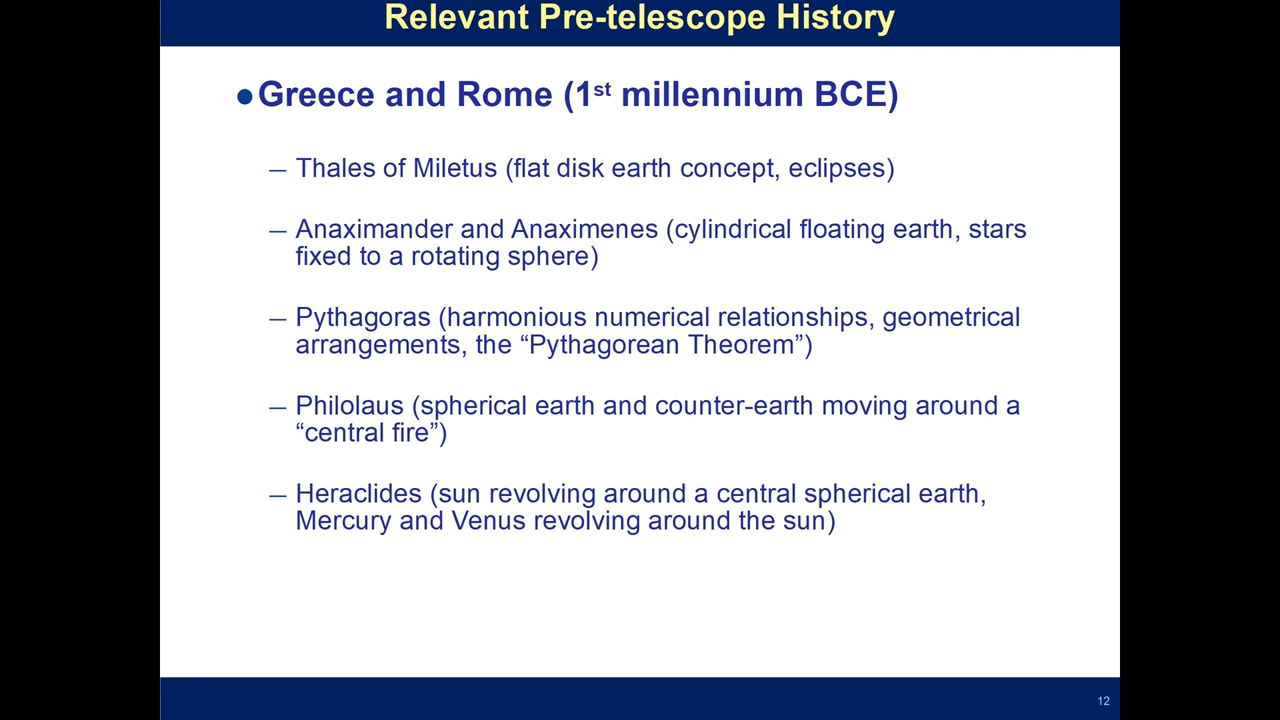 Relevant Pre-telescope History
●Greece and Rome (1st millennium BCE)
— Thales of Miletus (flat disk earth concept, eclipses)
— Anaximander and Anaximenes (cylindrical floating earth, stars
fixed to a rotating sphere)
— Pythagoras (harmonious numerical relationships, geometrical
arrangements, the “Pythagorean Theorem”)
— Philolaus (spherical earth and counter-earth moving around a
“central fire”)
— Heraclides (sun revolving around a central spherical earth,
Mercury and Venus revolving around the sun)
12